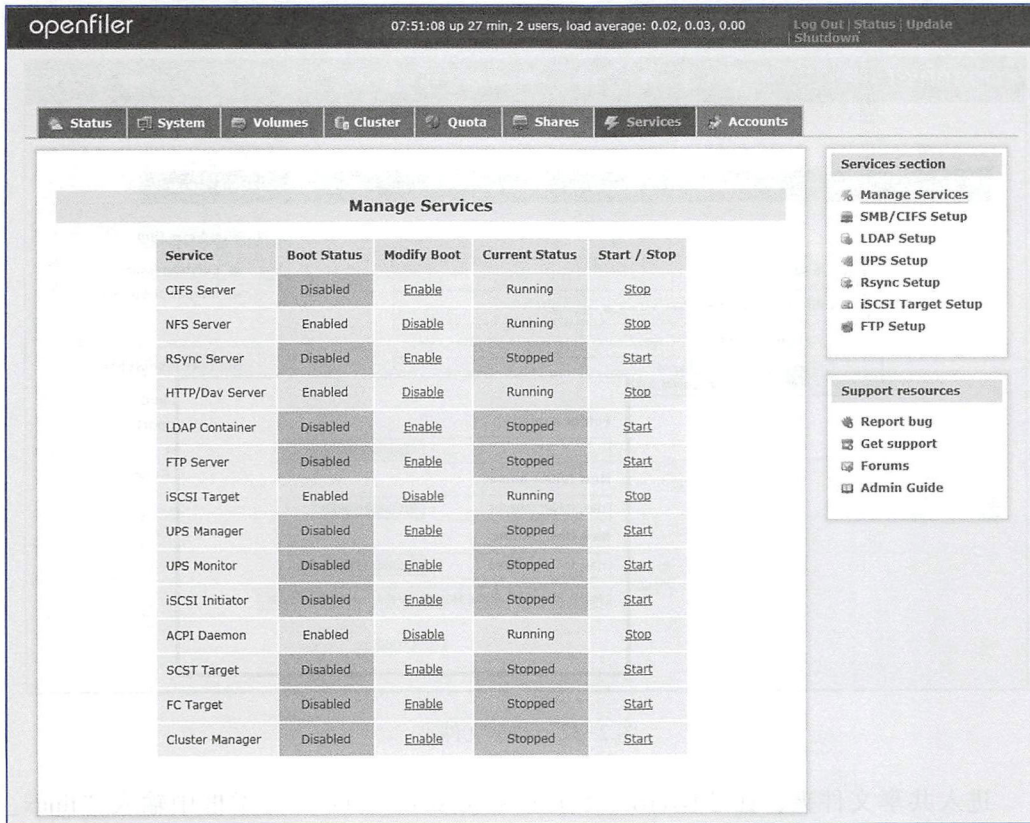 openfiler
07:51:08 up 27 min, 2 users, load average: 0.02, 0.03, 0.00
Log Out | Status | Update
| Shutdown
Status System Volumes Cluster Quota Shares Services Accounts
Manage Services
Service Boot Status Modify Boot Current Status Start / Stop
CIFS Server Disabled Enable Running Stop
NFS Server Enabled Disable Running Stop
RSync Server Disabled Enable Stopped Start
HTTP/Dav Server Enabled Disable Running Stop
LDAP Container Disabled Enable Stopped Start
FTP Server Disabled Enable Stopped Start
iSCSI Target Enabled Disable Running Stop
UPS Manager Disabled Enable Stopped Start
UPS Monitor Disabled Enable Stopped Start
iSCSI Initiator Disabled Enable Stopped Start
ACPI Daemon Enabled Disable Running Stop
SCST Target Disabled Enable Stopped Start
FC Target Disabled Enable Stopped Start
Cluster Manager Disabled Enable Stopped Start
Services section
Manage Services
SMB/CIFS Setup
LDAP Setup
UPS Setup
Rsync Setup
iSCSI Target Setup
FTP Setup
Support resources
Report bug
Get support
Forums
Admin Guide